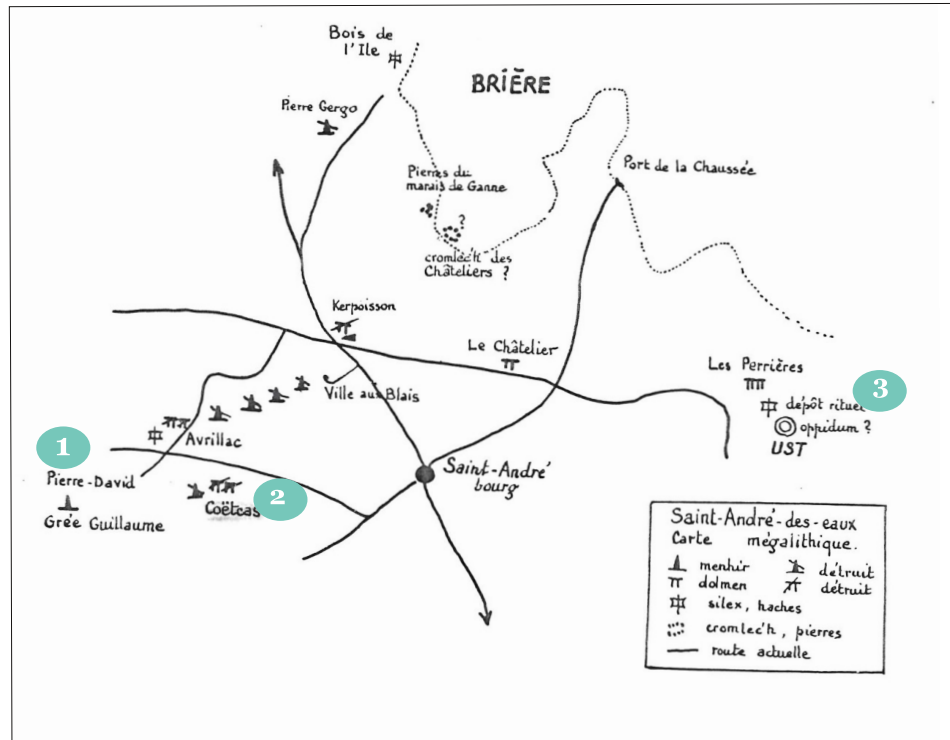 Bois de
l'Ile
BRIÈRE
Pierre Gergo
Port de la Chaussée
Pierres du
marais de Ganne
?
cromlec'h des
Châteliers ?
Kerpoisson
Le Châtelier
Les Perrières
3
dépôt rituel
oppidum ?
UST
Ville aux Blais
Avrillac
1
Pierre-David
Grée Guillaume
2
Coëtcas
Saint-André
bourg
Saint-André-des-eaux
Carte mégalithique.
menhir détruit
dolmen détruit
silex, haches
cromlec'h, pierres
route actuelle